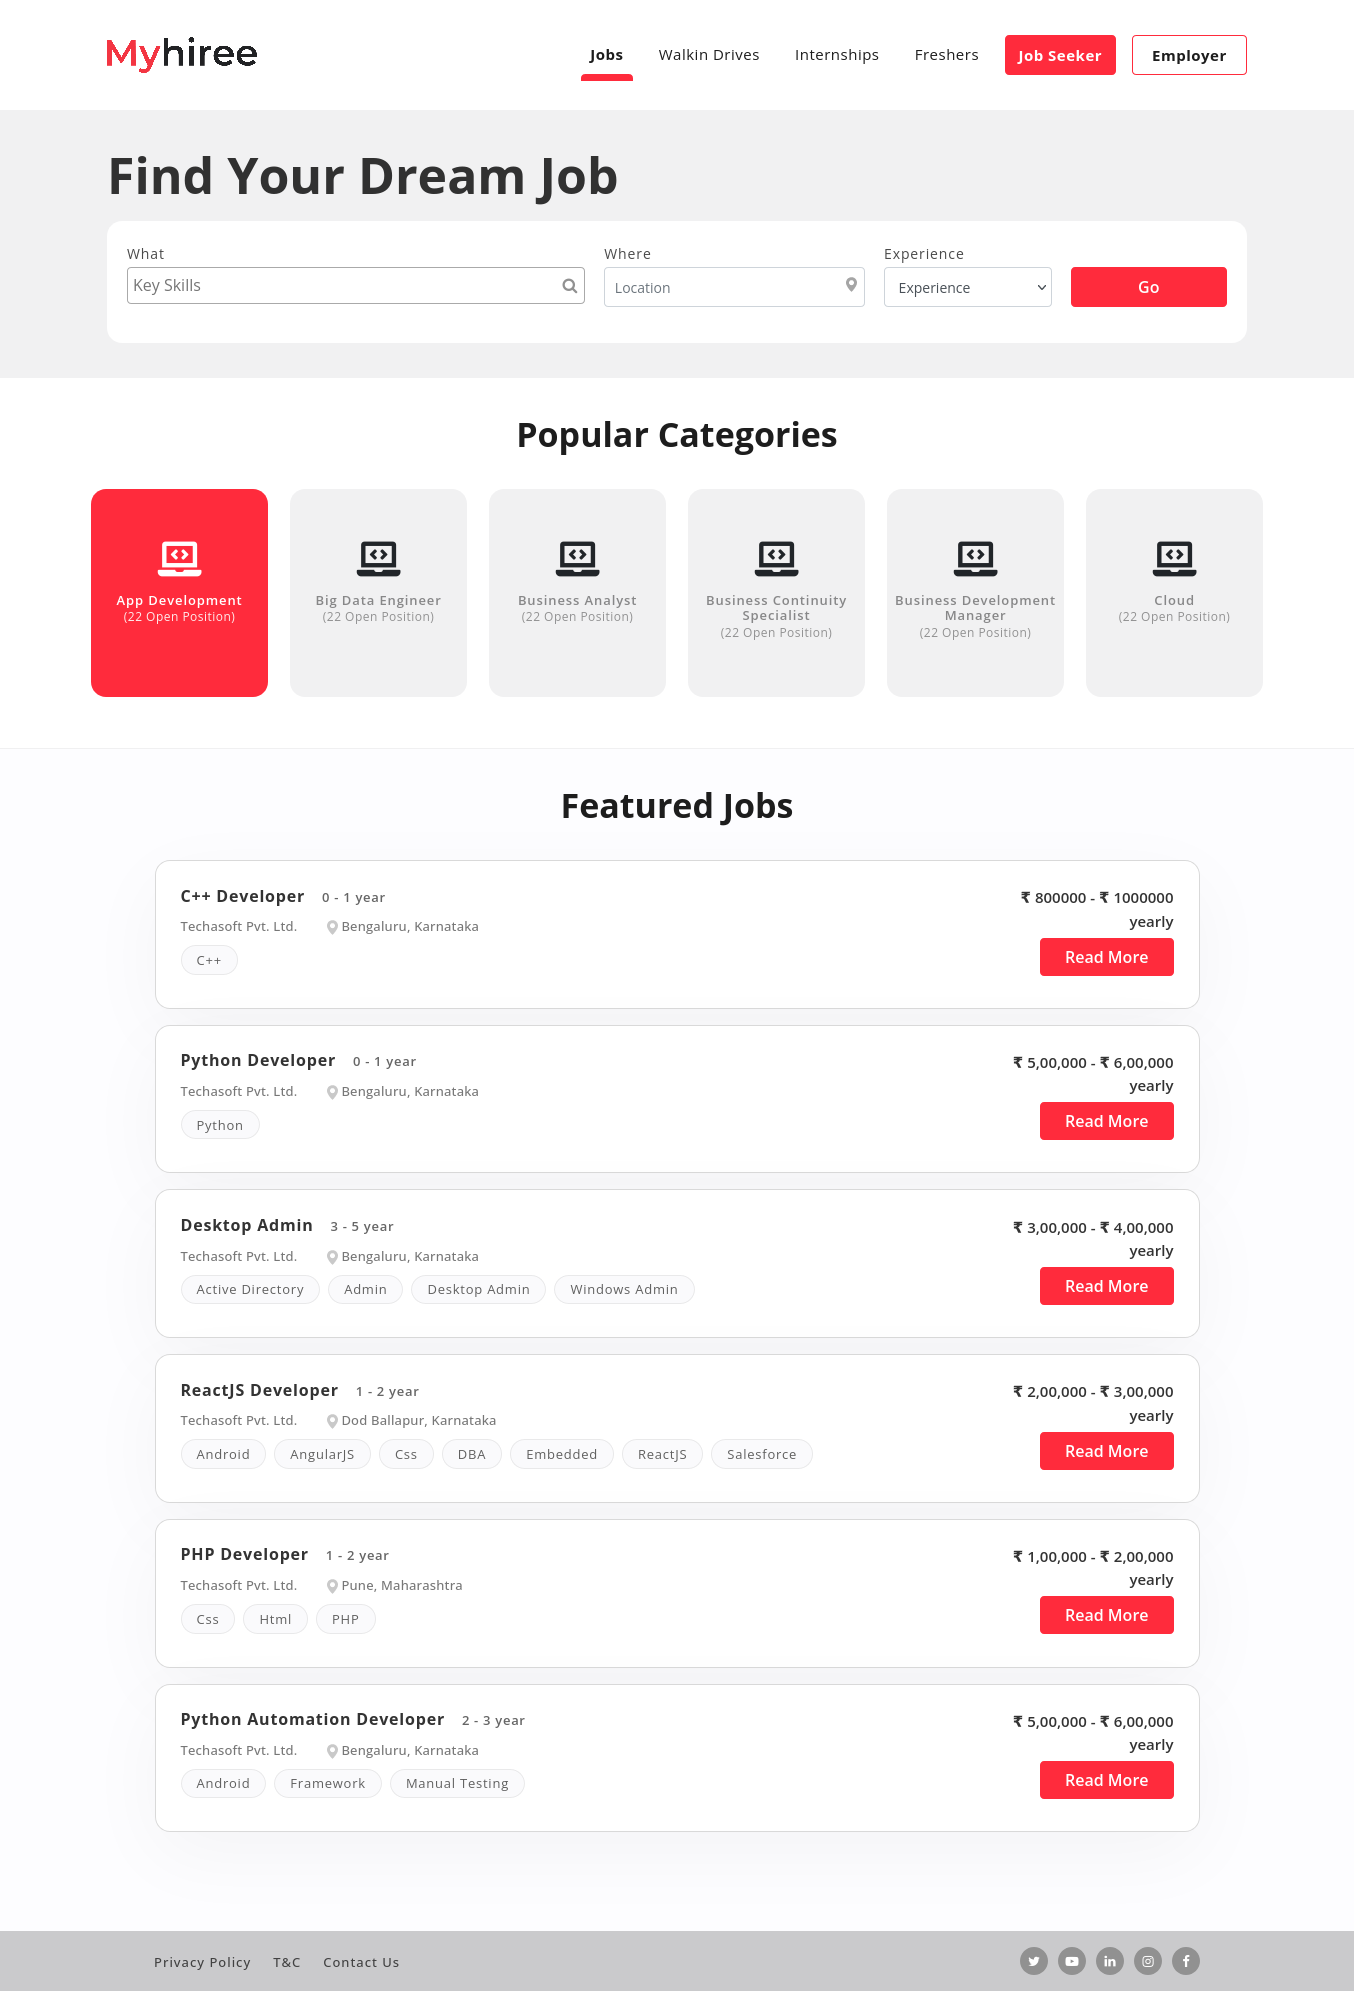 Myhiree
Jobs Walkin Drives Internships Freshers Job Seeker Employer
Find Your Dream Job
What Where Experience
Key Skills Location Experience Go
Popular Categories
App Development
(22 Open Position)
Big Data Engineer
(22 Open Position)
Business Analyst
(22 Open Position)
Business Continuity
Specialist
(22 Open Position)
Business Development
Manager
(22 Open Position)
Cloud
(22 Open Position)
Featured Jobs
C++ Developer 0 - 1 year
Techasoft Pvt. Ltd. Bengaluru, Karnataka
C++
₹ 800000 - ₹ 1000000
yearly
Read More
Python Developer 0 - 1 year
Techasoft Pvt. Ltd. Bengaluru, Karnataka
Python
₹ 5,00,000 - ₹ 6,00,000
yearly
Read More
Desktop Admin 3 - 5 year
Techasoft Pvt. Ltd. Bengaluru, Karnataka
Active Directory Admin Desktop Admin Windows Admin
₹ 3,00,000 - ₹ 4,00,000
yearly
Read More
ReactJS Developer 1 - 2 year
Techasoft Pvt. Ltd. Dod Ballapur, Karnataka
Android AngularJS Css DBA Embedded ReactJS Salesforce
₹ 2,00,000 - ₹ 3,00,000
yearly
Read More
PHP Developer 1 - 2 year
Techasoft Pvt. Ltd. Pune, Maharashtra
Css Html PHP
₹ 1,00,000 - ₹ 2,00,000
yearly
Read More
Python Automation Developer 2 - 3 year
Techasoft Pvt. Ltd. Bengaluru, Karnataka
Android Framework Manual Testing
₹ 5,00,000 - ₹ 6,00,000
yearly
Read More
Privacy Policy T&C Contact Us